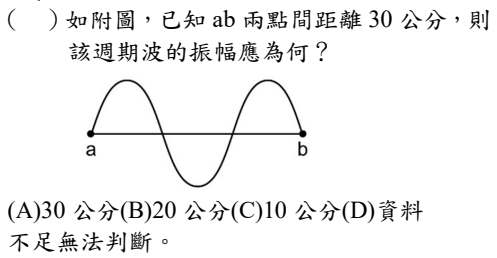 (　)如附圖，已知 ab 兩點間距離 30 公分，則
該週期波的振幅應為何？
a b
(A)30 公分(B)20 公分(C)10 公分(D)資料
不足無法判斷。